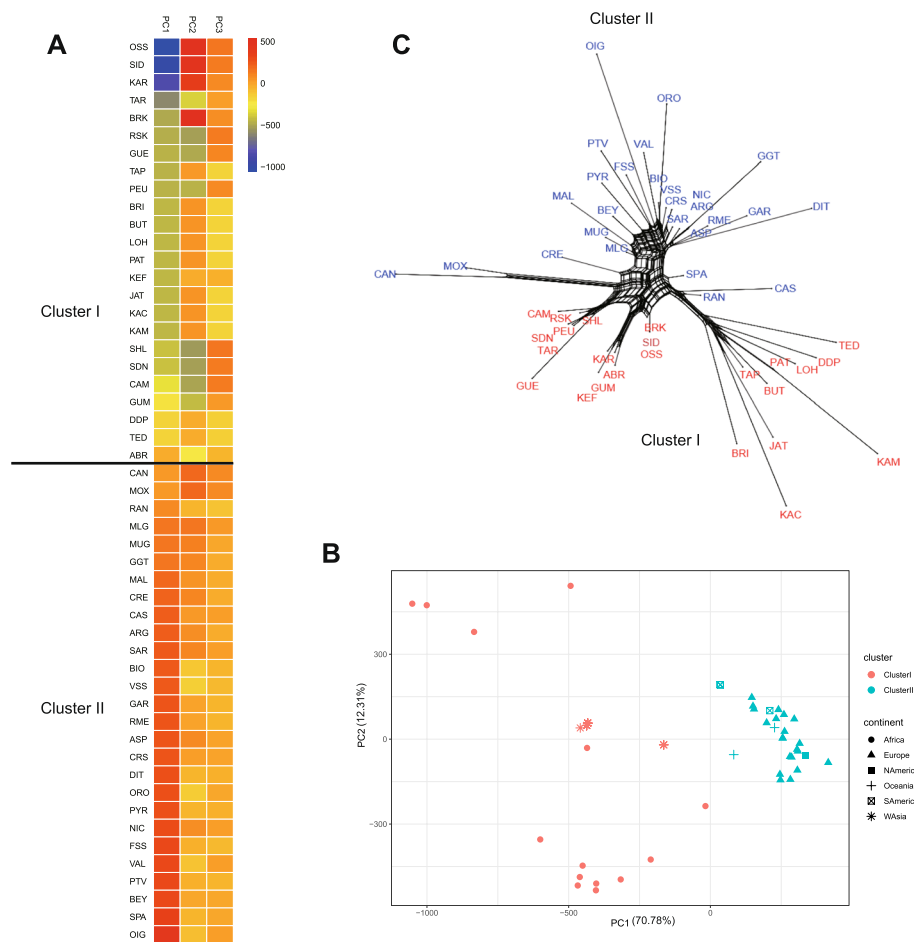 A
PC1
PC2
PC3
500
0
−500
−1000
OSS
SID
KAR
TAR
BRK
RSK
GUE
TAP
PEU
BRI
BUT
LOH
PAT
KEF
JAT
KAC
KAM
SHL
SDN
CAM
GUM
DDP
TED
ABR
Cluster I
CAN
MOX
RAN
MLG
MUG
GGT
MAL
CRE
CAS
ARG
SAR
BIO
VSS
GAR
RME
ASP
CRS
DIT
ORO
PYR
NIC
FSS
VAL
PTV
BEY
SPA
OIG
Cluster II
C
Cluster II
OIG
ORO
PTV
VAL
GGT
FSS
PYR
BIO
VSS
NIC
MAL
CRS
ARG
BEY
SAR
RME
GAR
DIT
MUG
ASP
MLG
CRE
CAN
MOX
SPA
RAN
CAS
CAM
RSK
SHL
PEU
BRK
SDN
SID
TAR
OSS
KAR
TED
PAT
DDP
LOH
GUE
ABR
TAP
GUM
BUT
KEF
Cluster I
BRI
JAT
KAM
KAC
B
300
0
−300
PC2 (12.31%)
−1000
−500
0
PC1 (70.78%)
cluster
ClusterI
ClusterII
continent
Africa
Europe
NAmeric
Oceania
SAmeric
WAsia